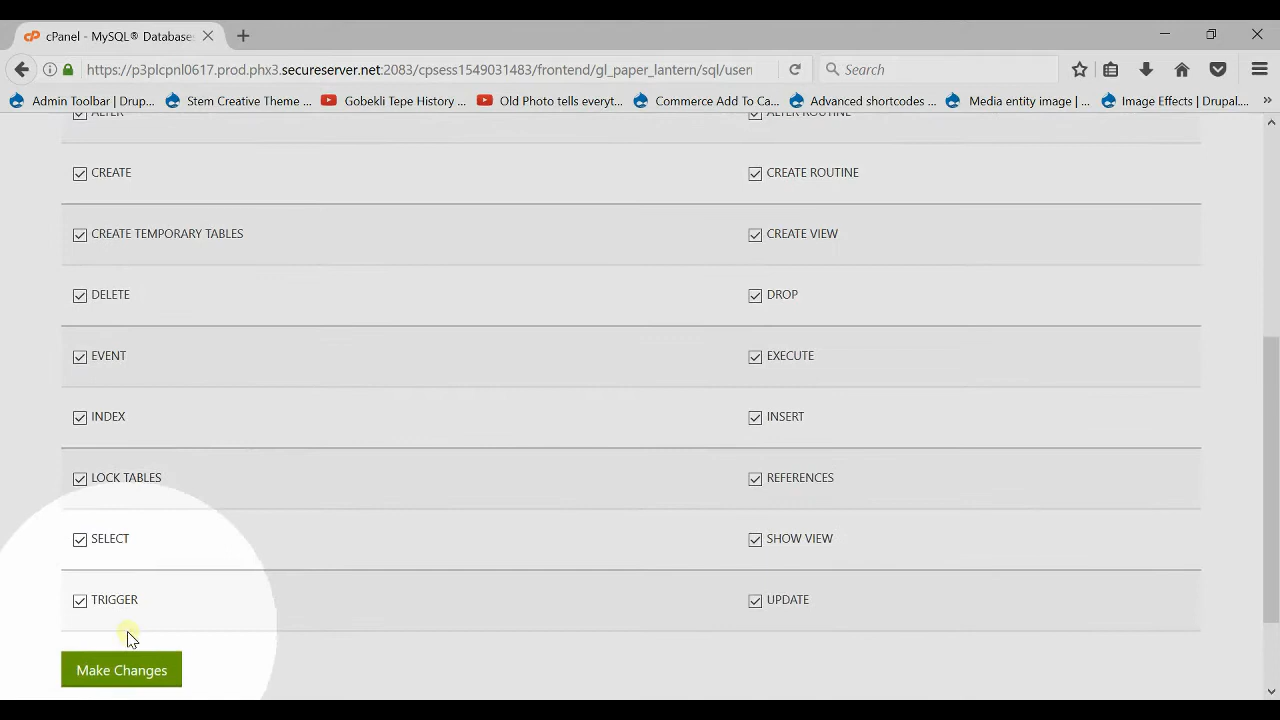 cPanel - MySQL® Database
https://p3plcpnl0617.prod.phx3.secureserver.net:2083/cpsess1549031483/frontend/gl_paper_lantern/sql/user
Search
Admin Toolbar | Drup... Stem Creative Theme ... Gobekli Tepe History ... Old Photo tells everyt... Commerce Add To Ca... Advanced shortcodes ... Media entity image | ... Image Effects | Drupal.... »
ALTER ALTER ROUTINE
CREATE CREATE ROUTINE
CREATE TEMPORARY TABLES CREATE VIEW
DELETE DROP
EVENT EXECUTE
INDEX INSERT
LOCK TABLES REFERENCES
SELECT SHOW VIEW
TRIGGER UPDATE
Make Changes